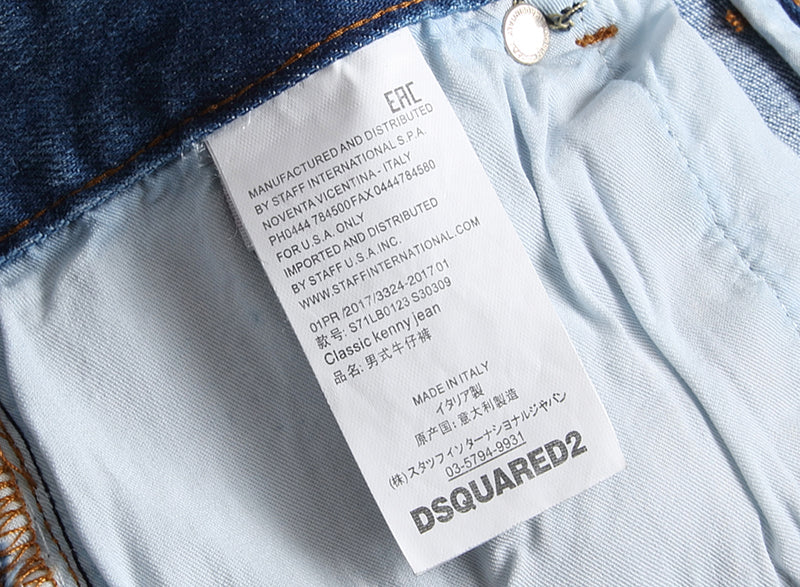 EAC
MANUFACTURED AND DISTRIBUTED
BY STAFF INTERNATIONAL S.P.A.
NOVENTA VICENTINA - ITALY
PH0444 784500FAX 0444784580
FOR U.S.A. ONLY
IMPORTED AND DISTRIBUTED
BY STAFF U.S.A. INC.
WWW.STAFFINTERNATIONAL.COM
01PR /2017/3324-2017 01
款号: S71LB0123 S30309
Classic kenny jean
品名: 男式牛仔裤
MADE IN ITALY
イタリア製
原产国: 意大利製造
(株)スタッフインターナショナルジャパン
03-5794-9931
DSQUARED2